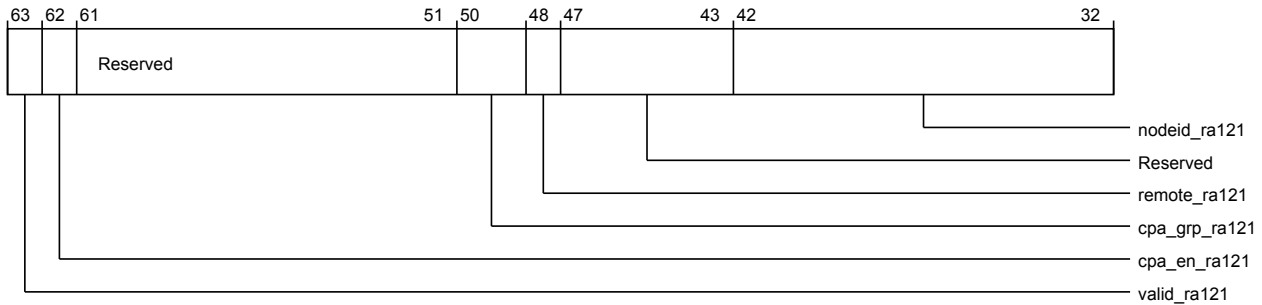 63 62 61 51 50 48 47 43 42 32
Reserved
nodeid_ra121
Reserved
remote_ra121
cpa_grp_ra121
cpa_en_ra121
valid_ra121